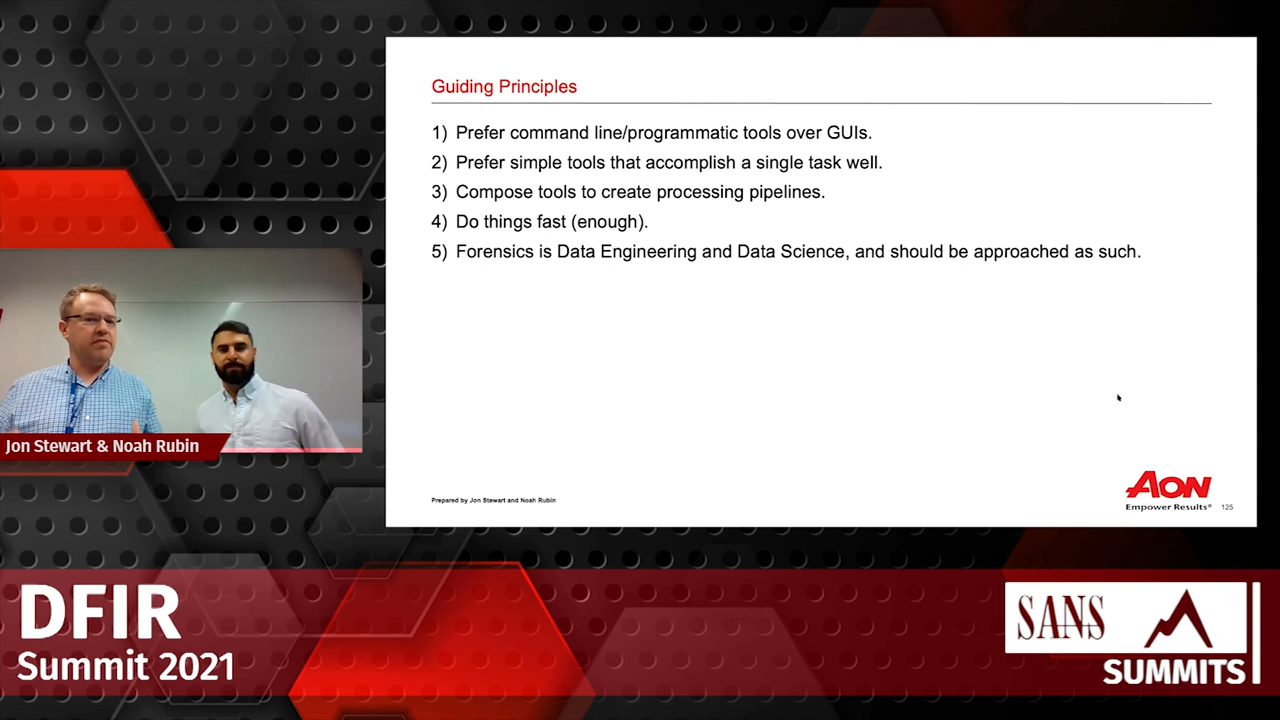 Guiding Principles
1) Prefer command line/programmatic tools over GUIs.
2) Prefer simple tools that accomplish a single task well.
3) Compose tools to create processing pipelines.
4) Do things fast (enough).
5) Forensics is Data Engineering and Data Science, and should be approached as such.
Prepared by Jon Stewart and Noah Rubin
AON
Empower Results®
125
Jon Stewart & Noah Rubin
DFIR
Summit 2021
SANS
SUMMITS